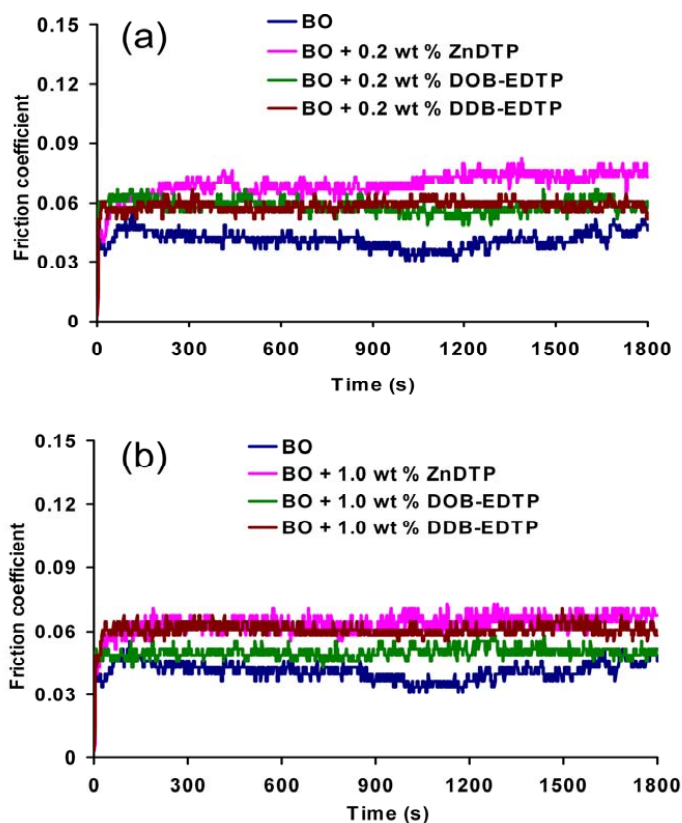 (a)
BO
BO + 0.2 wt % ZnDTP
BO + 0.2 wt % DOB-EDTP
BO + 0.2 wt % DDB-EDTP
Friction coefficient
0.15
0.12
0.09
0.06
0.03
0
0 300 600 900 1200 1500 1800
Time (s)
(b)
BO
BO + 1.0 wt % ZnDTP
BO + 1.0 wt % DOB-EDTP
BO + 1.0 wt % DDB-EDTP
Friction coefficient
0.15
0.12
0.09
0.06
0.03
0
0 300 600 900 1200 1500 1800
Time (s)